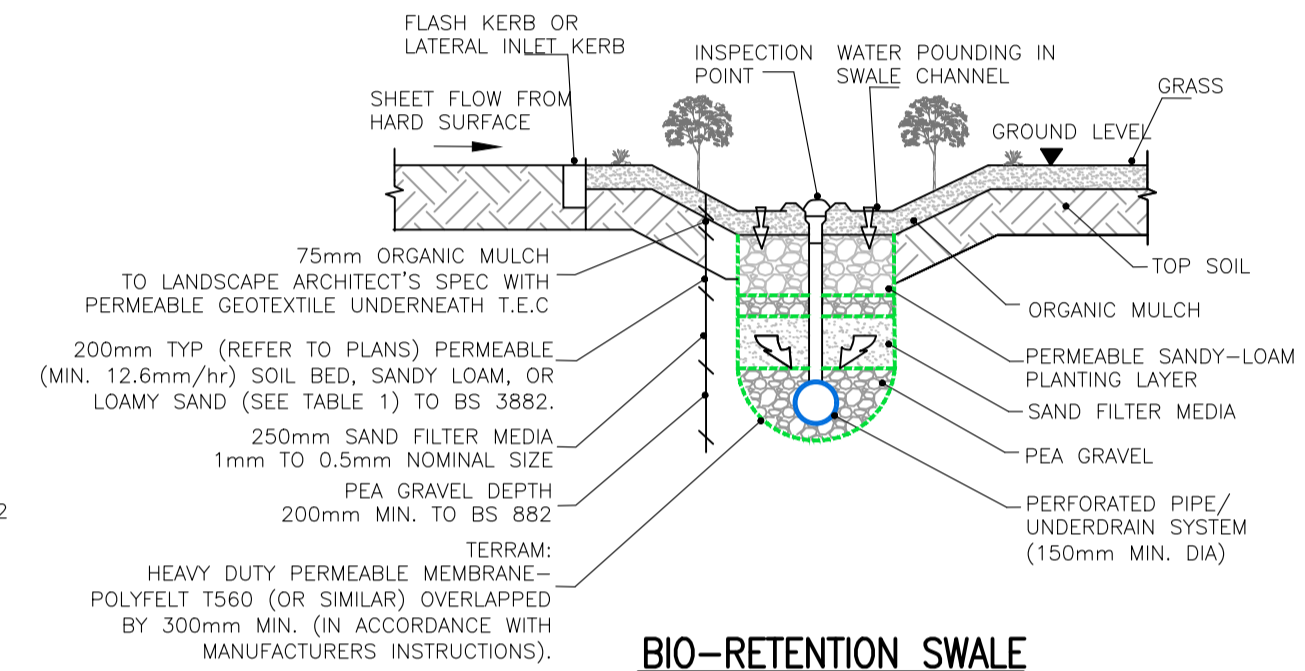 FLASH KERB OR
LATERAL INLET KERB
SHEET FLOW FROM
HARD SURFACE
INSPECTION
POINT
WATER POUNDING IN
SWALE CHANNEL
GRASS
GROUND LEVEL
75mm ORGANIC MULCH
TO LANDSCAPE ARCHITECT'S SPEC WITH
PERMEABLE GEOTEXTILE UNDERNEATH T.E.C
200mm TYP (REFER TO PLANS) PERMEABLE
(MIN. 12.6mm/hr) SOIL BED, SANDY LOAM, OR
LOAMY SAND (SEE TABLE 1) TO BS 3882.
250mm SAND FILTER MEDIA
1mm TO 0.5mm NOMINAL SIZE
PEA GRAVEL DEPTH
200mm MIN. TO BS 882
2
TERRAM:
HEAVY DUTY PERMEABLE MEMBRANE-
POLYFELT T560 (OR SIMILAR) OVERLAPPED
BY 300mm MIN. (IN ACCORDANCE WITH
MANUFACTURERS INSTRUCTIONS).
TOP SOIL
ORGANIC MULCH
PERMEABLE SANDY-LOAM
PLANTING LAYER
SAND FILTER MEDIA
PEA GRAVEL
PERFORATED PIPE/
UNDERDRAIN SYSTEM
(150mm MIN. DIA)
BIO-RETENTION SWALE